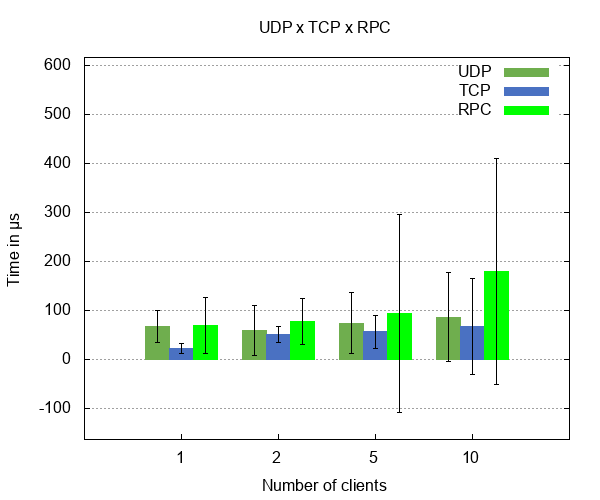 UDP x TCP x RPC
600
500
400
300
200
100
0
-100
Time in µs
UDP
TCP
RPC
1 2 5 10
Number of clients